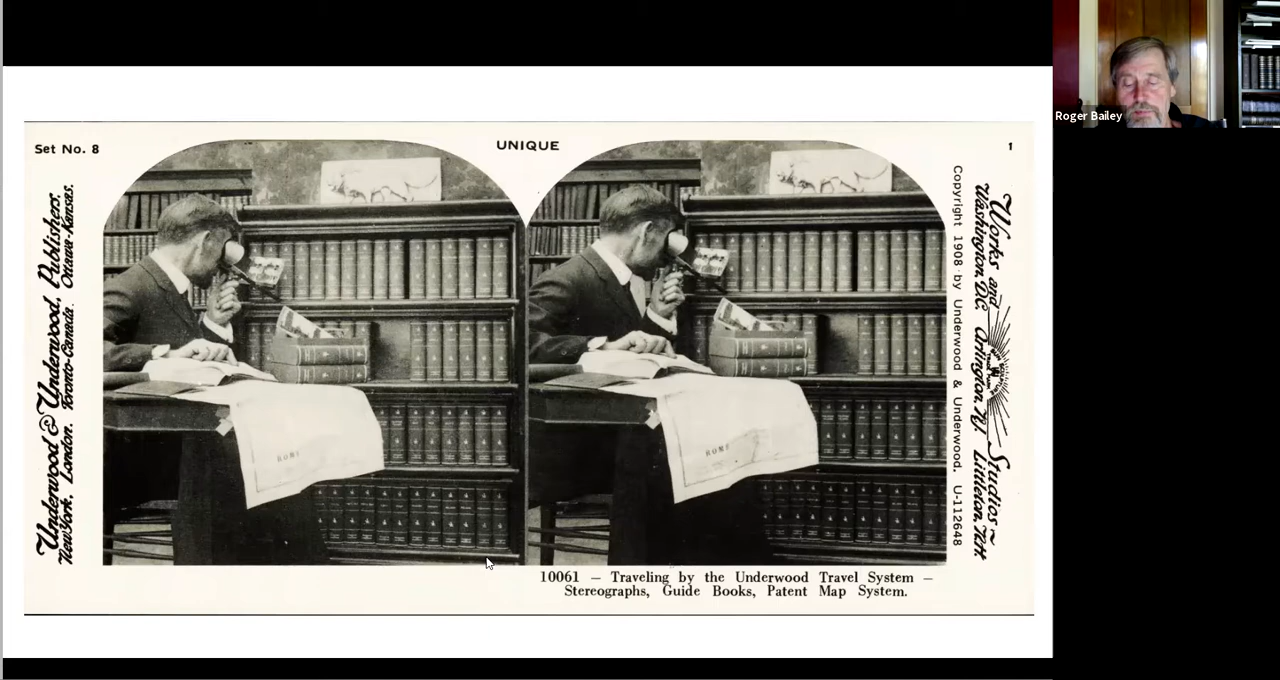 Set No. 8
UNIQUE
1
Underwood & Underwood, Publishers.
New York. London. Toronto-Canada. Ottawa-Kansas.
ROME
ROME
Copyright 1908 by Underwood & Underwood. U-112648
Works and Studios
Washington, D.C. Arlington, N.J. Littleton, N.H.
10061 — Traveling by the Underwood Travel System —
Stereographs, Guide Books, Patent Map System.
Roger Bailey